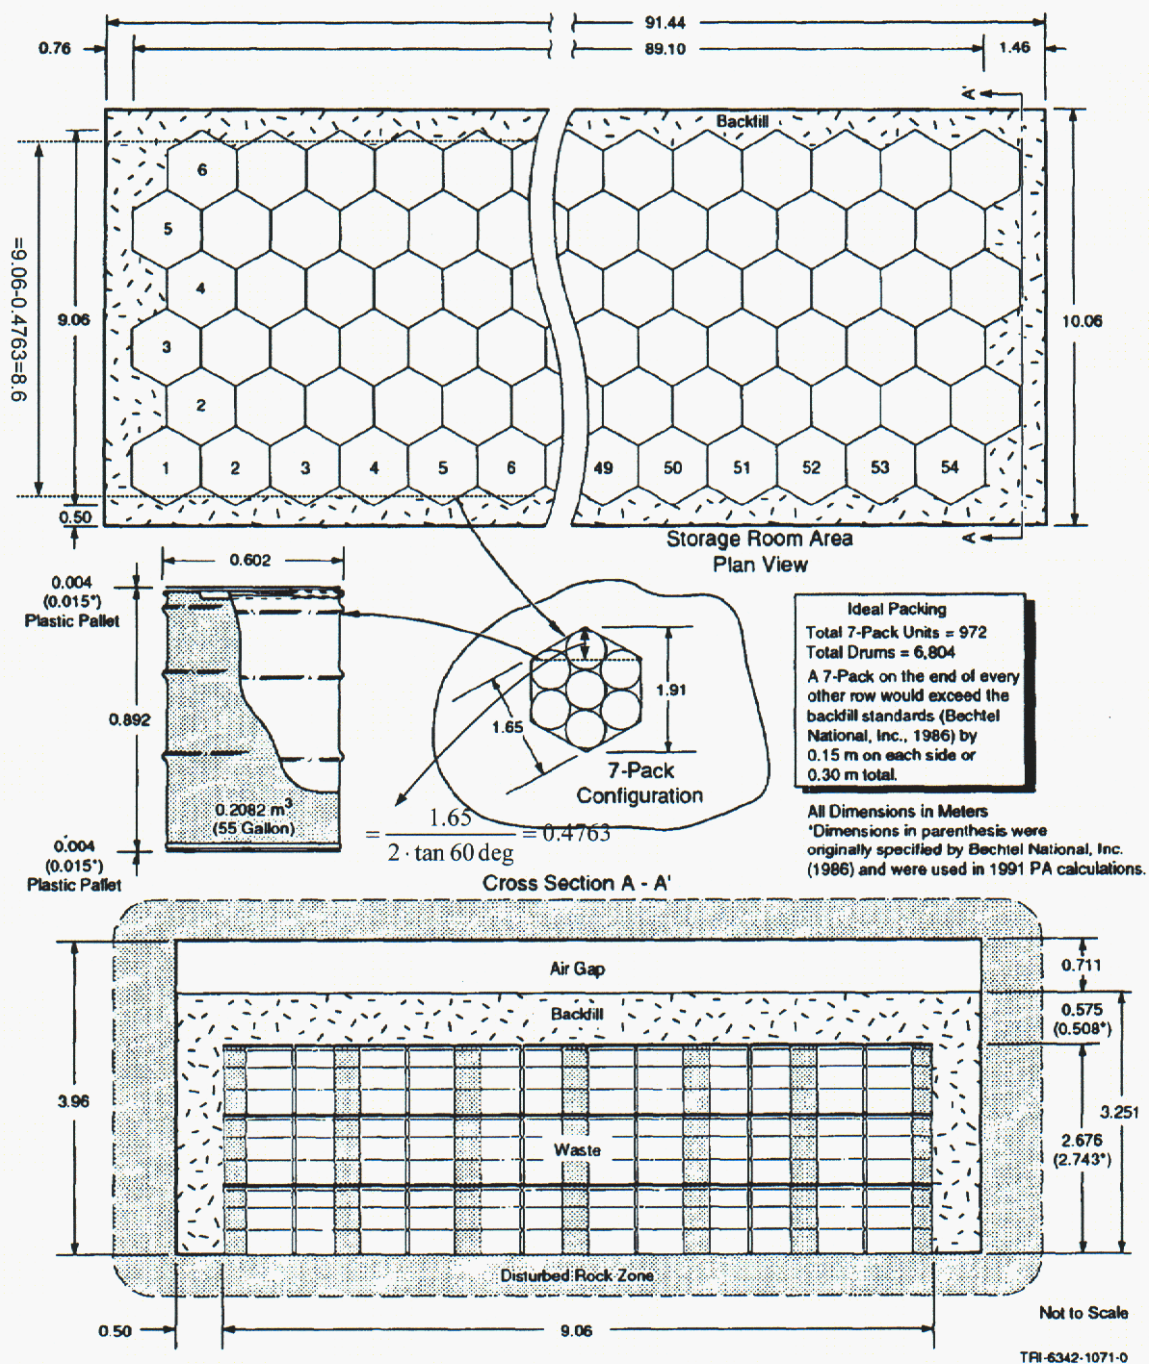 91.44
0.76
89.10
1.46
A'
Backfill
6
5
4
3
2
1 2 3 4 5 6 49 50 51 52 53 54
=9.06-0.4763=8.6
9.06
10.06
0.50
A
Storage Room Area
Plan View
0.602
0.004
(0.015*)
Plastic Pallet
0.892
0.2082 m³
(55 Gallon)
0.004
(0.015*)
Plastic Pallet
1.91
1.65
7-Pack
Configuration
= 1.65 / 2·tan 60 deg = 0.4763
Ideal Packing
Total 7-Pack Units = 972
Total Drums = 6,804
A 7-Pack on the end of every
other row would exceed the
backfill standards (Bechtel
National, Inc., 1986) by
0.15 m on each side or
0.30 m total.
All Dimensions in Meters
*Dimensions in parenthesis were
originally specified by Bechtel National, Inc.
(1986) and were used in 1991 PA calculations.
Cross Section A - A'
Air Gap
Backfill
Waste
Disturbed Rock Zone
3.96
0.711
0.575
(0.508*)
3.251
2.676
(2.743*)
0.50
9.06
Not to Scale
TRI-6342-1071-0